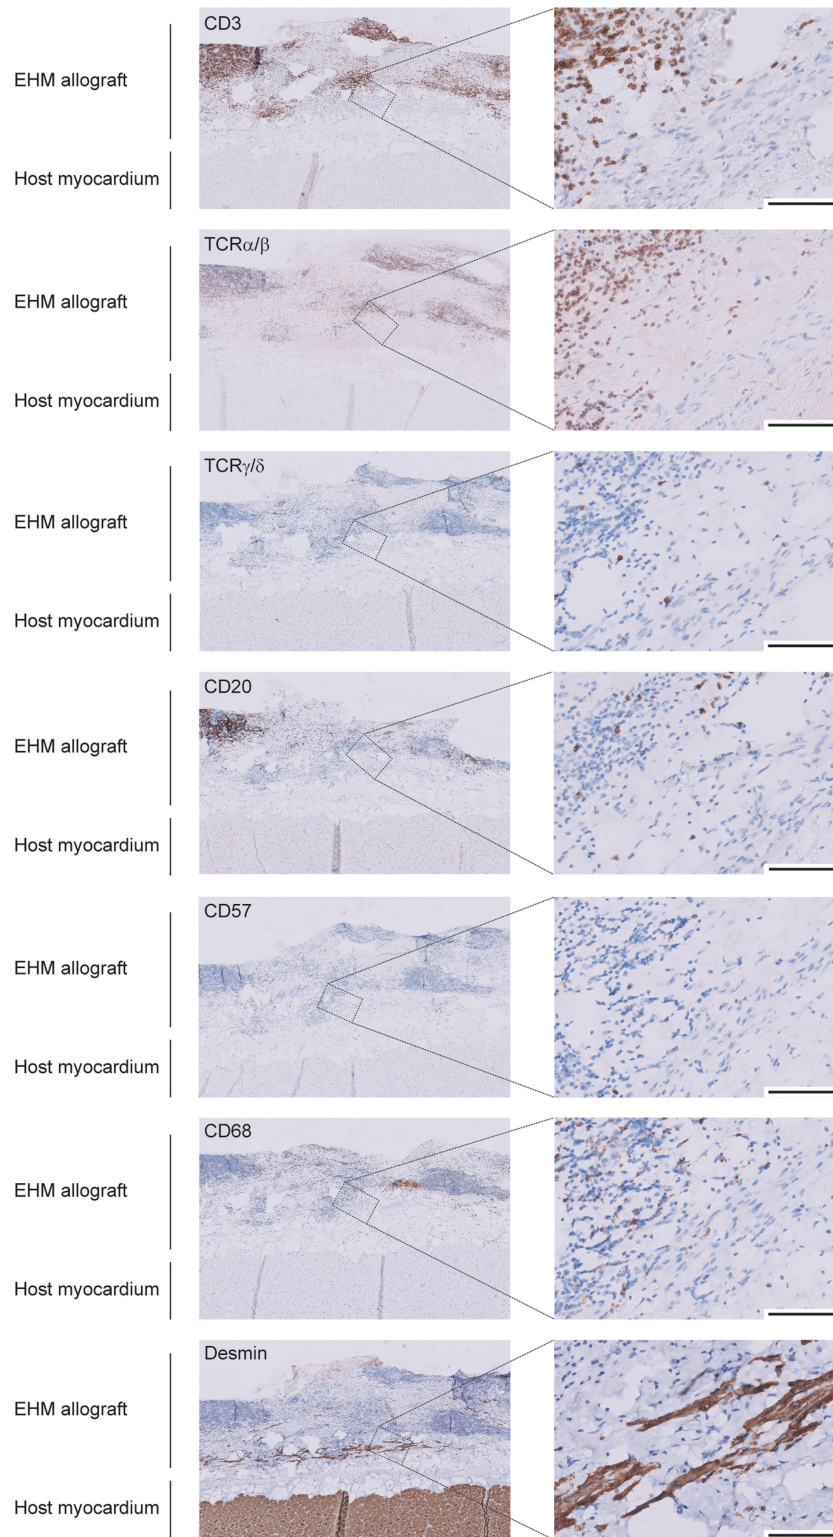 CD3
EHM allograft
Host myocardium
TCRα/β
EHM allograft
Host myocardium
TCRγ/δ
EHM allograft
Host myocardium
CD20
EHM allograft
Host myocardium
CD57
EHM allograft
Host myocardium
CD68
EHM allograft
Host myocardium
Desmin
EHM allograft
Host myocardium